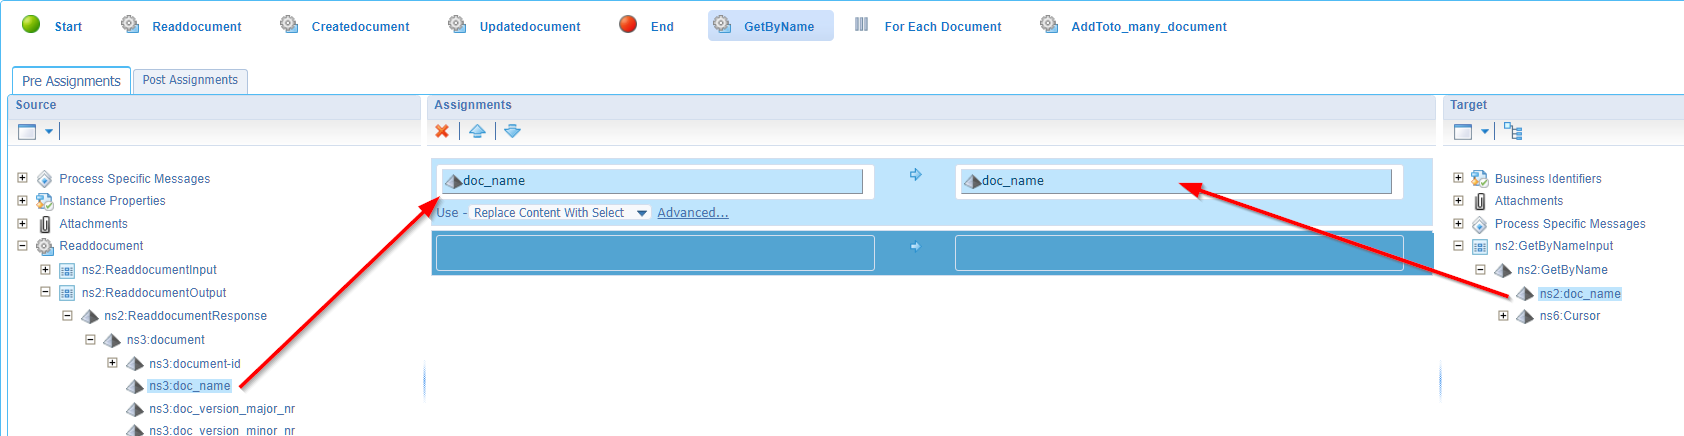 Start Readdocument Createdocument Updatedocument End GetByName For Each Document AddToto_many_document
Pre Assignments Post Assignments
Source
Process Specific Messages
Instance Properties
Attachments
Readdocument
ns2:ReaddocumentInput
ns2:ReaddocumentOutput
ns2:ReaddocumentResponse
ns3:document
ns3:document-id
ns3:doc_name
ns3:doc_version_major_nr
ns3:doc_version_minor_nr
Assignments
doc_name doc_name
Use - Replace Content With Select Advanced...
Target
Business Identifiers
Attachments
Process Specific Messages
ns2:GetByNameInput
ns2:GetByName
ns2:doc_name
ns6:Cursor